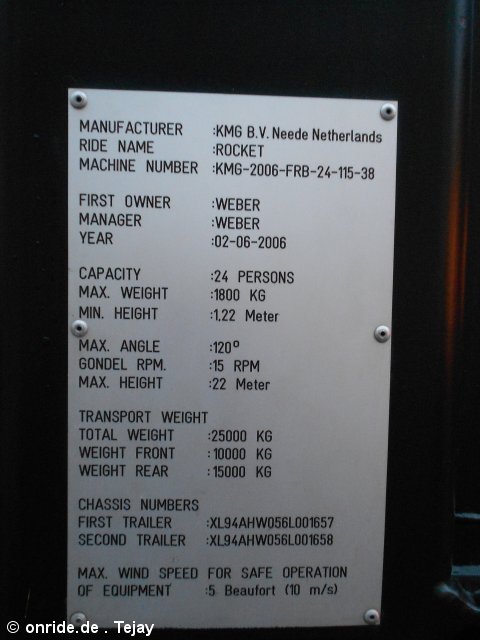 MANUFACTURER :KMG B.V. Neede Netherlands
RIDE NAME :ROCKET
MACHINE NUMBER :KMG-2006-FRB-24-115-38
FIRST OWNER :WEBER
MANAGER :WEBER
YEAR :02-06-2006
CAPACITY :24 PERSONS
MAX. WEIGHT :1800 KG
MIN. HEIGHT :1,22 Meter
MAX. ANGLE :120°
GONDEL RPM. :15 RPM
MAX. HEIGHT :22 Meter
TRANSPORT WEIGHT
TOTAL WEIGHT :25000 KG
WEIGHT FRONT :10000 KG
WEIGHT REAR :15000 KG
CHASSIS NUMBERS
FIRST TRAILER :XL94AHW056L001657
SECOND TRAILER :XL94AHW056L001658
MAX. WIND SPEED FOR SAFE OPERATION
OF EQUIPMENT :5 Beaufort (10 m/s)
© onride.de . Tejay